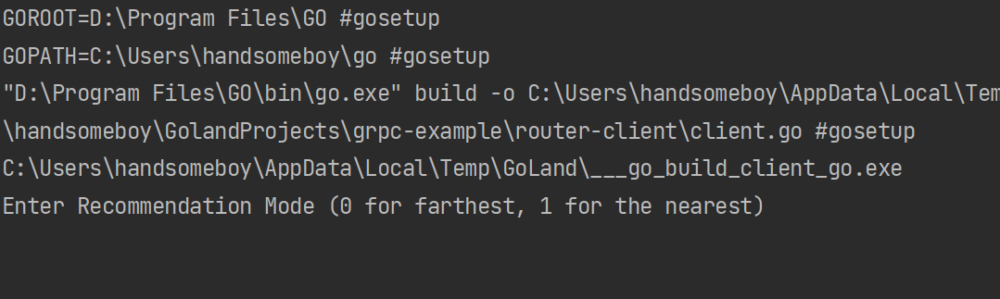 GOROOT=D:\Program Files\GO #gosetup
GOPATH=C:\Users\handsomeboy\go #gosetup
"D:\Program Files\GO\bin\go.exe" build -o C:\Users\handsomeboy\AppData\Local\Tem
\handsomeboy\GolandProjects\grpc-example\router-client\client.go #gosetup
C:\Users\handsomeboy\AppData\Local\Temp\GoLand\___go_build_client_go.exe
Enter Recommendation Mode (0 for farthest, 1 for the nearest)